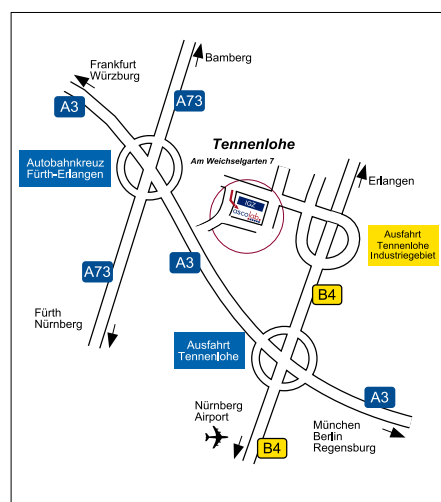 Frankfurt
Würzburg
Bamberg
A3
A73
Tennenlohe
Am Weichselgarten 7
Autobahnkreuz
Fürth-Erlangen
Erlangen
IGZ
ascolab
Ausfahrt
Tennenlohe
Industriegebiet
A73
A3
B4
Fürth
Nürnberg
Ausfahrt
Tennenlohe
A3
Nürnberg
Airport
München
Berlin
Regensburg
B4